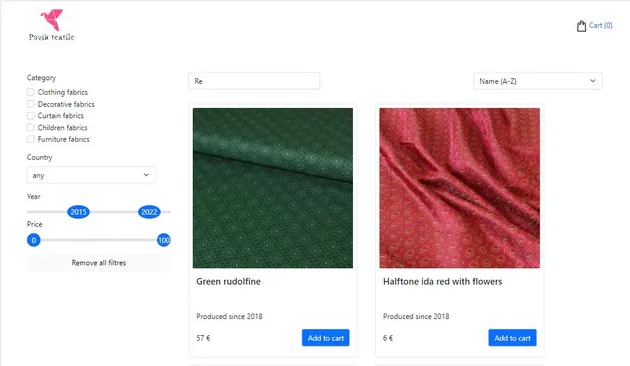 Pavik textile
Cart (0)
Category
Clothing fabrics
Decorative fabrics
Curtain fabrics
Children fabrics
Furniture fabrics
Country
any
Year
2015 2022
Price
0 100
Remove all filtres
Re
Name (A-Z)
Green rudolfine
Produced since 2018
57 €
Add to cart
Halftone ida red with flowers
Produced since 2018
6 €
Add to cart